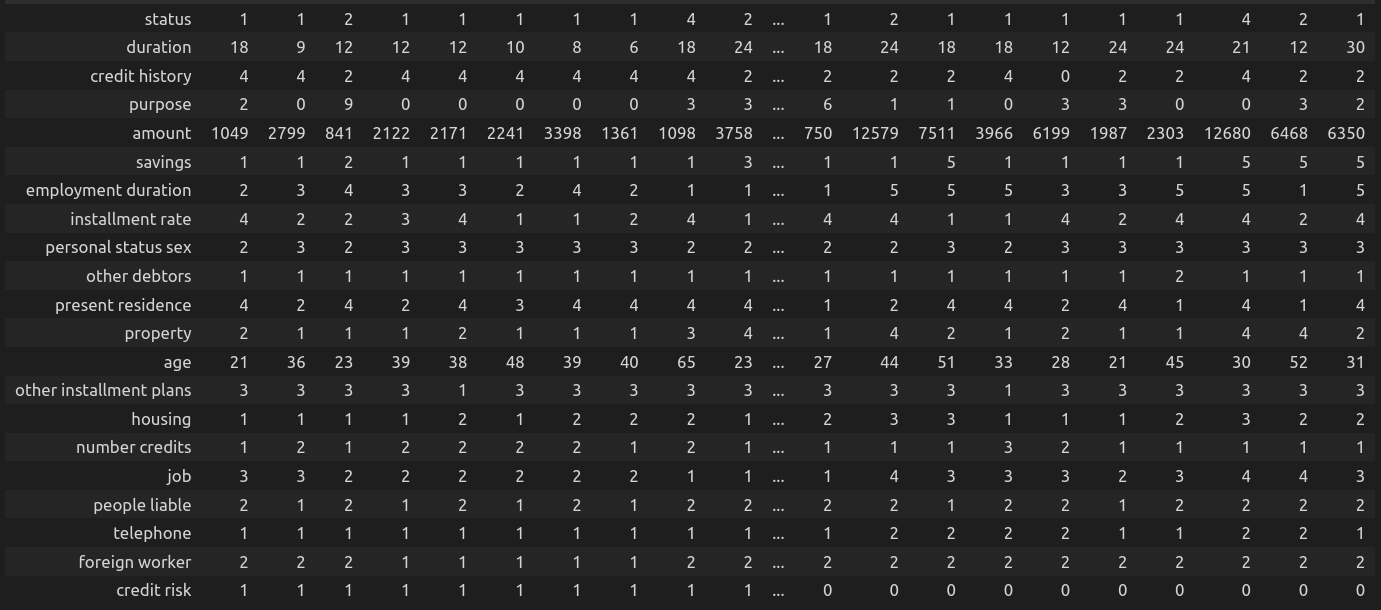 status 1 1 2 1 1 1 1 1 4 2 ... 1 2 1 1 1 1 1 4 2 1
duration 18 9 12 12 12 10 8 6 18 24 ... 18 24 18 18 12 24 24 21 12 30
credit history 4 4 2 4 4 4 4 4 4 2 ... 2 2 2 4 0 2 2 4 2 2
purpose 2 0 9 0 0 0 0 0 3 3 ... 6 1 1 0 3 3 0 0 3 2
amount 1049 2799 841 2122 2171 2241 3398 1361 1098 3758 ... 750 12579 7511 3966 6199 1987 2303 12680 6468 6350
savings 1 1 2 1 1 1 1 1 1 3 ... 1 1 5 1 1 1 1 5 5 5
employment duration 2 3 4 3 3 2 4 2 1 1 ... 1 5 5 5 3 3 5 5 1 5
installment rate 4 2 2 3 4 1 1 2 4 1 ... 4 4 1 1 4 2 4 4 2 4
personal status sex 2 3 2 3 3 3 3 3 2 2 ... 2 2 3 2 3 3 3 3 3 3
other debtors 1 1 1 1 1 1 1 1 1 1 ... 1 1 1 1 1 1 2 1 1 1
present residence 4 2 4 2 4 3 4 4 4 4 ... 1 2 4 4 2 4 1 4 1 4
property 2 1 1 1 2 1 1 1 3 4 ... 1 4 2 1 2 1 1 4 4 2
age 21 36 23 39 38 48 39 40 65 23 ... 27 44 51 33 28 21 45 30 52 31
other installment plans 3 3 3 3 1 3 3 3 3 3 ... 3 3 3 1 3 3 3 3 3 3
housing 1 1 1 1 2 1 2 2 2 1 ... 2 3 3 1 1 1 2 3 2 2
number credits 1 2 1 2 2 2 2 1 2 1 ... 1 1 1 3 2 1 1 1 1 1
job 3 3 2 2 2 2 2 2 1 1 ... 1 4 3 3 3 2 3 4 4 3
people liable 2 1 2 1 2 1 2 1 2 2 ... 2 2 1 2 2 1 2 2 2 2
telephone 1 1 1 1 1 1 1 1 1 1 ... 1 2 2 2 2 1 1 2 2 1
foreign worker 2 2 2 1 1 1 1 1 2 2 ... 2 2 2 2 2 2 2 2 2 2
credit risk 1 1 1 1 1 1 1 1 1 1 ... 0 0 0 0 0 0 0 0 0 0